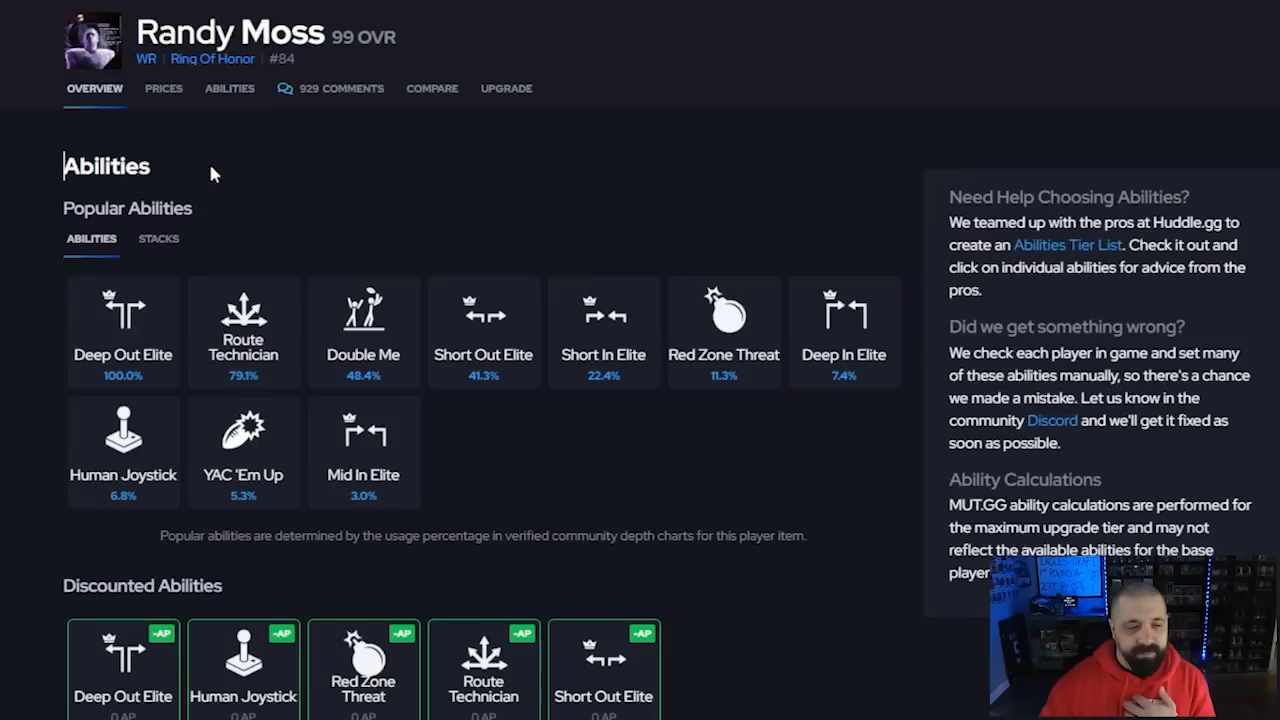 Randy Moss 99 OVR
WR | Ring Of Honor | #84
OVERVIEW PRICES ABILITIES 929 COMMENTS COMPARE UPGRADE
Abilities
Popular Abilities
ABILITIES STACKS
Deep Out Elite
100.0%
Route Technician
79.1%
Double Me
48.4%
Short Out Elite
41.3%
Short In Elite
22.4%
Red Zone Threat
11.3%
Deep In Elite
7.4%
Human Joystick
6.8%
YAC 'Em Up
5.3%
Mid In Elite
3.0%
Popular abilities are determined by the usage percentage in verified community depth charts for this player item.
Discounted Abilities
-AP
Deep Out Elite
0 AP
-AP
Human Joystick
0 AP
-AP
Red Zone
Threat
0 AP
-AP
Route
Technician
0 AP
-AP
Short Out Elite
0 AP
Need Help Choosing Abilities?
We teamed up with the pros at Huddle.gg to
create an Abilities Tier List. Check it out and
click on individual abilities for advice from the
pros.
Did we get something wrong?
We check each player in game and set many
of these abilities manually, so there's a chance
we made a mistake. Let us know in the
community Discord and we'll get it fixed as
soon as possible.
Ability Calculations
MUT.GG ability calculations are performed for
the maximum upgrade tier and may not
reflect the available abilities for the base
player